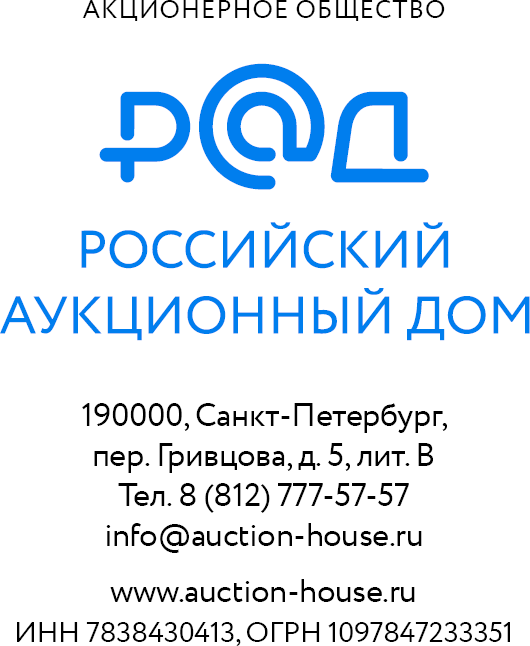 АКЦИОНЕРНОЕ ОБЩЕСТВО
Р@Д
РОССИЙСКИЙ
АУКЦИОННЫЙ ДОМ
190000, Санкт-Петербург,
пер. Гривцова, д. 5, лит. В
Тел. 8 (812) 777-57-57
info@auction-house.ru
www.auction-house.ru
ИНН 7838430413, ОГРН 1097847233351